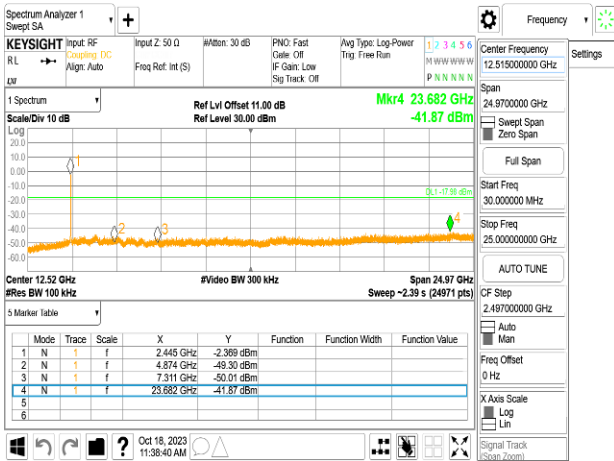 Spectrum Analyzer 1
Swept SA
+
Frequency
KEYSIGHT
RL
Input: RF
Coupling: DC
Align: Auto
Input Z: 50 Ω
Freq Ref: Int (S)
#Atten: 30 dB
PNO: Fast
Gate: Off
IF Gain: Low
Sig Track: Off
Avg Type: Log-Power
Trig: Free Run
1 2 3 4 5 6
M W W W W W
P N N N N N
1 Spectrum
Scale/Div 10 dB
Ref Lvl Offset 11.00 dB
Ref Level 30.00 dBm
Mkr4 23.682 GHz
-41.87 dBm
Log
20.0
10.0
0.00
-10.0
-20.0
-30.0
-40.0
-50.0
-60.0
1
2
3
4
DL1 -17.98 dBm
Center 12.52 GHz
#Video BW 300 kHz
Span 24.97 GHz
#Res BW 100 kHz
Sweep ~2.39 s (24971 pts)
5 Marker Table
Mode Trace Scale X Y Function Function Width Function Value
1 N 1 f 2.445 GHz -2.369 dBm
2 N 1 f 4.874 GHz -49.30 dBm
3 N 1 f 7.311 GHz -50.01 dBm
4 N 1 f 23.682 GHz -41.87 dBm
5
6
?
Oct 18, 2023
11:38:40 AM
Center Frequency
12.515000000 GHz
Settings
Span
24.9700000 GHz
Swept Span
Zero Span
Full Span
Start Freq
30.000000 MHz
Stop Freq
25.000000000 GHz
AUTO TUNE
CF Step
2.497000000 GHz
Auto
Man
Freq Offset
0 Hz
X Axis Scale
Log
Lin
Signal Track
(Span Zoom)